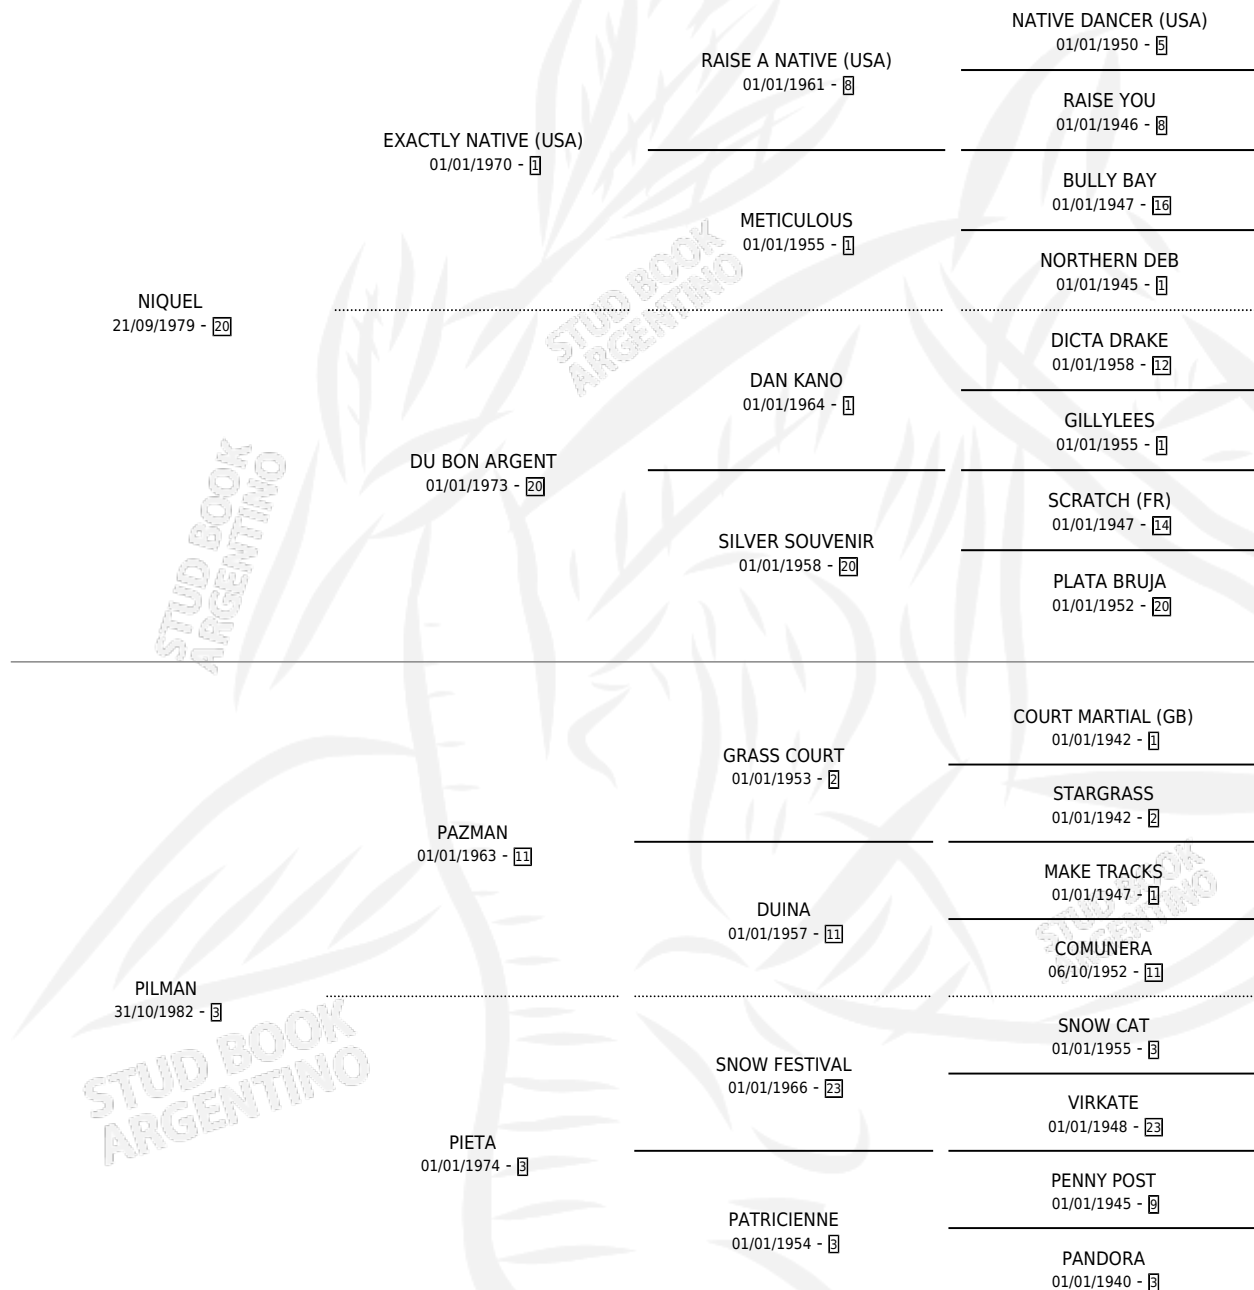 NATIVE DANCER (USA)
01/01/1950 - 5
RAISE A NATIVE (USA)
01/01/1961 - 8
RAISE YOU
01/01/1946 - 8
EXACTLY NATIVE (USA)
01/01/1970 - 1
BULLY BAY
01/01/1947 - 16
METICULOUS
01/01/1955 - 1
NORTHERN DEB
01/01/1945 - 1
NIQUEL
21/09/1979 - 20
DICTA DRAKE
01/01/1958 - 12
DAN KANO
01/01/1964 - 1
GILLYLEES
01/01/1955 - 1
DU BON ARGENT
01/01/1973 - 20
SCRATCH (FR)
01/01/1947 - 14
SILVER SOUVENIR
01/01/1958 - 20
PLATA BRUJA
01/01/1952 - 20
COURT MARTIAL (GB)
01/01/1942 - 1
GRASS COURT
01/01/1953 - 2
STARGRASS
01/01/1942 - 2
PAZMAN
01/01/1963 - 11
MAKE TRACKS
01/01/1947 - 1
DUINA
01/01/1957 - 11
COMUNERA
06/10/1952 - 11
PILMAN
31/10/1982 - 3
SNOW CAT
01/01/1955 - 3
SNOW FESTIVAL
01/01/1966 - 23
VIRKATE
01/01/1948 - 23
PIETA
01/01/1974 - 3
PENNY POST
01/01/1945 - 9
PATRICIENNE
01/01/1954 - 3
PANDORA
01/01/1940 - 3
STUD BOOK
ARGENTINO
STUD BOOK
ARGENTINO
STUD BOOK
ARGENTINO
STUD BOOK
ARGENTINO